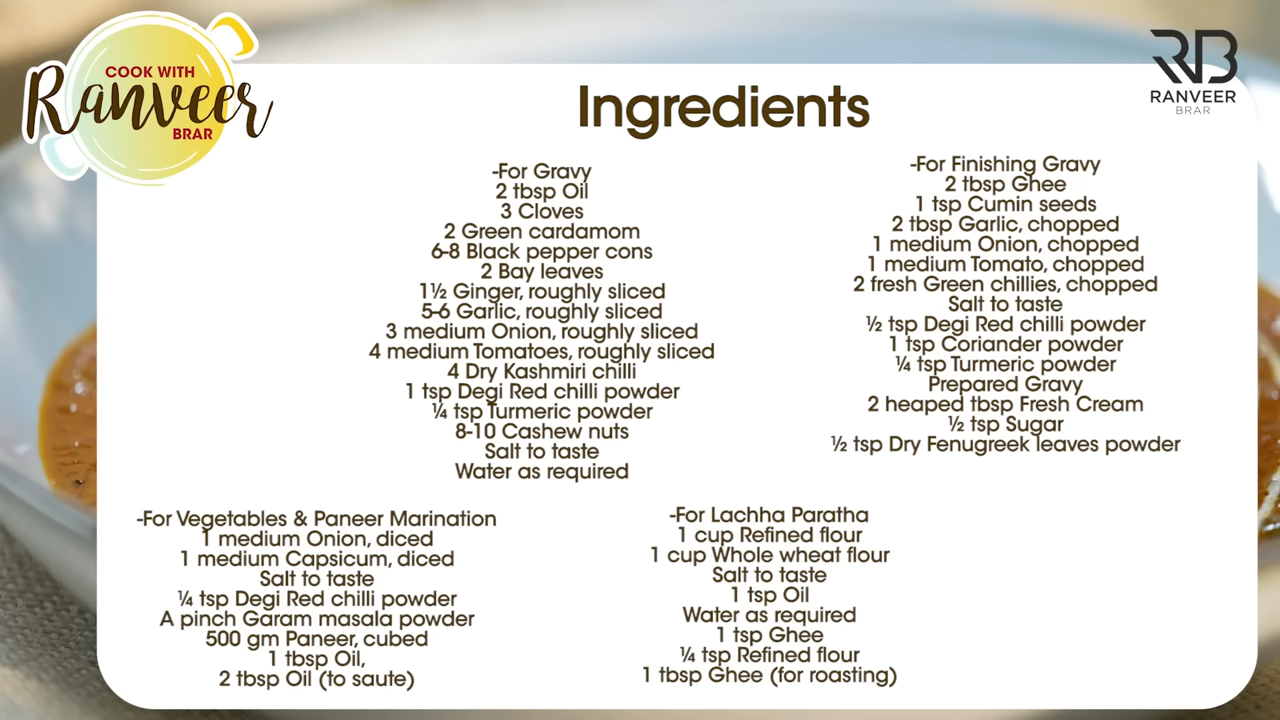 COOK WITH
Ranveer
BRAR
RB
RANVEER
BRAR
Ingredients
-For Gravy
2 tbsp Oil
3 Cloves
2 Green cardamom
6-8 Black pepper cons
2 Bay leaves
1½ Ginger, roughly sliced
5-6 Garlic, roughly sliced
3 medium Onion, roughly sliced
4 medium Tomatoes, roughly sliced
4 Dry Kashmiri chilli
1 tsp Degi Red chilli powder
¼ tsp Turmeric powder
8-10 Cashew nuts
Salt to taste
Water as required
-For Finishing Gravy
2 tbsp Ghee
1 tsp Cumin seeds
2 tbsp Garlic, chopped
1 medium Onion, chopped
1 medium Tomato, chopped
2 fresh Green chillies, chopped
Salt to taste
½ tsp Degi Red chilli powder
1 tsp Coriander powder
¼ tsp Turmeric powder
Prepared Gravy
2 heaped tbsp Fresh Cream
½ tsp Sugar
½ tsp Dry Fenugreek leaves powder
-For Vegetables & Paneer Marination
1 medium Onion, diced
1 medium Capsicum, diced
Salt to taste
¼ tsp Degi Red chilli powder
A pinch Garam masala powder
500 gm Paneer, cubed
1 tbsp Oil,
2 tbsp Oil (to saute)
-For Lachha Paratha
1 cup Refined flour
1 cup Whole wheat flour
Salt to taste
1 tsp Oil
Water as required
1 tsp Ghee
¼ tsp Refined flour
1 tbsp Ghee (for roasting)